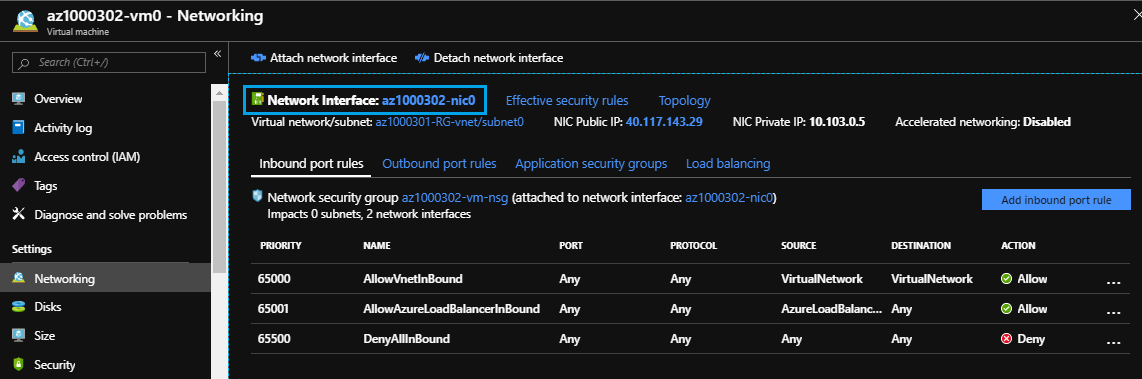 az1000302-vm0 - Networking
Virtual machine
Search (Ctrl+/)
«
Overview
Activity log
Access control (IAM)
Tags
Diagnose and solve problems
Settings
Networking
Disks
Size
Security
Attach network interface Detach network interface
Network Interface: az1000302-nic0 Effective security rules Topology
Virtual network/subnet: az1000301-RG-vnet/subnet0 NIC Public IP: 40.117.143.29 NIC Private IP: 10.103.0.5 Accelerated networking: Disabled
Inbound port rules Outbound port rules Application security groups Load balancing
Network security group az1000302-vm-nsg (attached to network interface: az1000302-nic0)
Impacts 0 subnets, 2 network interfaces
Add inbound port rule
PRIORITY NAME PORT PROTOCOL SOURCE DESTINATION ACTION
65000 AllowVnetInBound Any Any VirtualNetwork VirtualNetwork Allow ...
65001 AllowAzureLoadBalancerInBound Any Any AzureLoadBalanc... Any Allow ...
65500 DenyAllInBound Any Any Any Any Deny ...